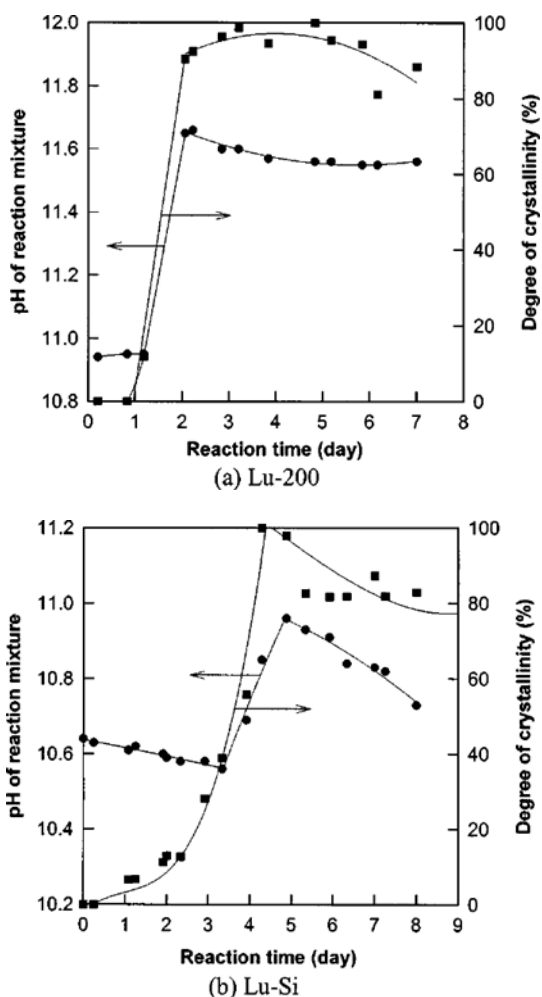 12.0
11.8
11.6
11.4
11.2
11.0
10.8
pH of reaction mixture
100
80
60
40
20
0
Degree of crystallinity (%)
0 1 2 3 4 5 6 7 8
Reaction time (day)
(a) Lu-200
11.2
11.0
10.8
10.6
10.4
10.2
pH of reaction mixture
100
80
60
40
20
0
Degree of crystallinity (%)
0 1 2 3 4 5 6 7 8 9
Reaction time (day)
(b) Lu-Si